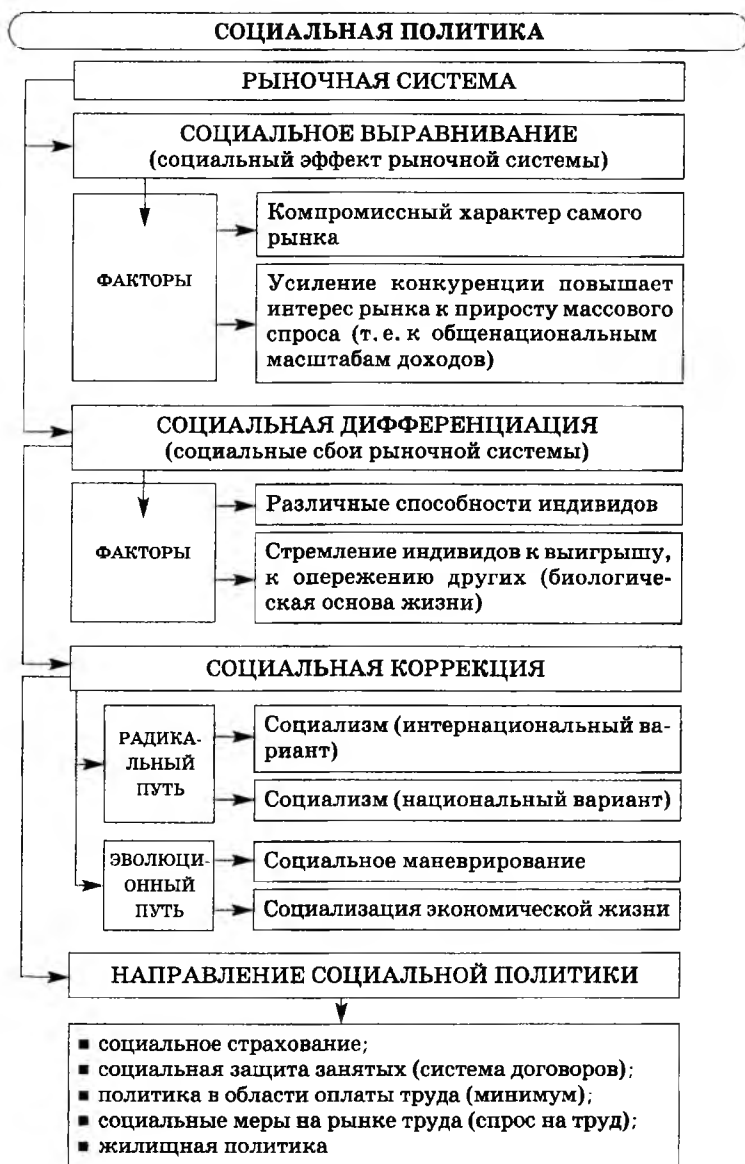 СОЦИАЛЬНАЯ ПОЛИТИКА
РЫНОЧНАЯ СИСТЕМА
СОЦИАЛЬНОЕ ВЫРАВНИВАНИЕ
(социальный эффект рыночной системы)
ФАКТОРЫ
Компромиссный характер самого
рынка
Усиление конкуренции повышает
интерес рынка к приросту массового
спроса (т. е. к общенациональным
масштабам доходов)
СОЦИАЛЬНАЯ ДИФФЕРЕНЦИАЦИЯ
(социальные сбои рыночной системы)
ФАКТОРЫ
Различные способности индивидов
Стремление индивидов к выигрышу,
к опережению других (биологиче-
ская основа жизни)
СОЦИАЛЬНАЯ КОРРЕКЦИЯ
РАДИКА-
ЛЬНЫЙ
ПУТЬ
Социализм (интернациональный ва-
риант)
Социализм (национальный вариант)
ЭВОЛЮЦИ-
ОННЫЙ
ПУТЬ
Социальное маневрирование
Социализация экономической жизни
НАПРАВЛЕНИЕ СОЦИАЛЬНОЙ ПОЛИТИКИ
▪ социальное страхование;
▪ социальная защита занятых (система договоров);
▪ политика в области оплаты труда (минимум);
▪ социальные меры на рынке труда (спрос на труд);
▪ жилищная политика